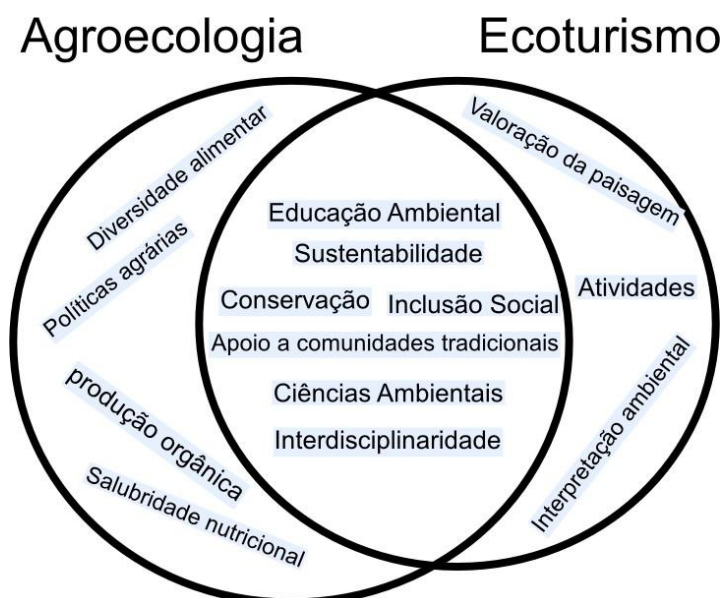 Agroecologia
Ecoturismo
Diversidade alimentar
Políticas agrárias
produção orgânica
Salubridade nutricional
Educação Ambiental
Sustentabilidade
Conservação
Inclusão Social
Apoio a comunidades tradicionais
Ciências Ambientais
Interdisciplinaridade
Valoração da paisagem
Atividades
Interpretação ambiental